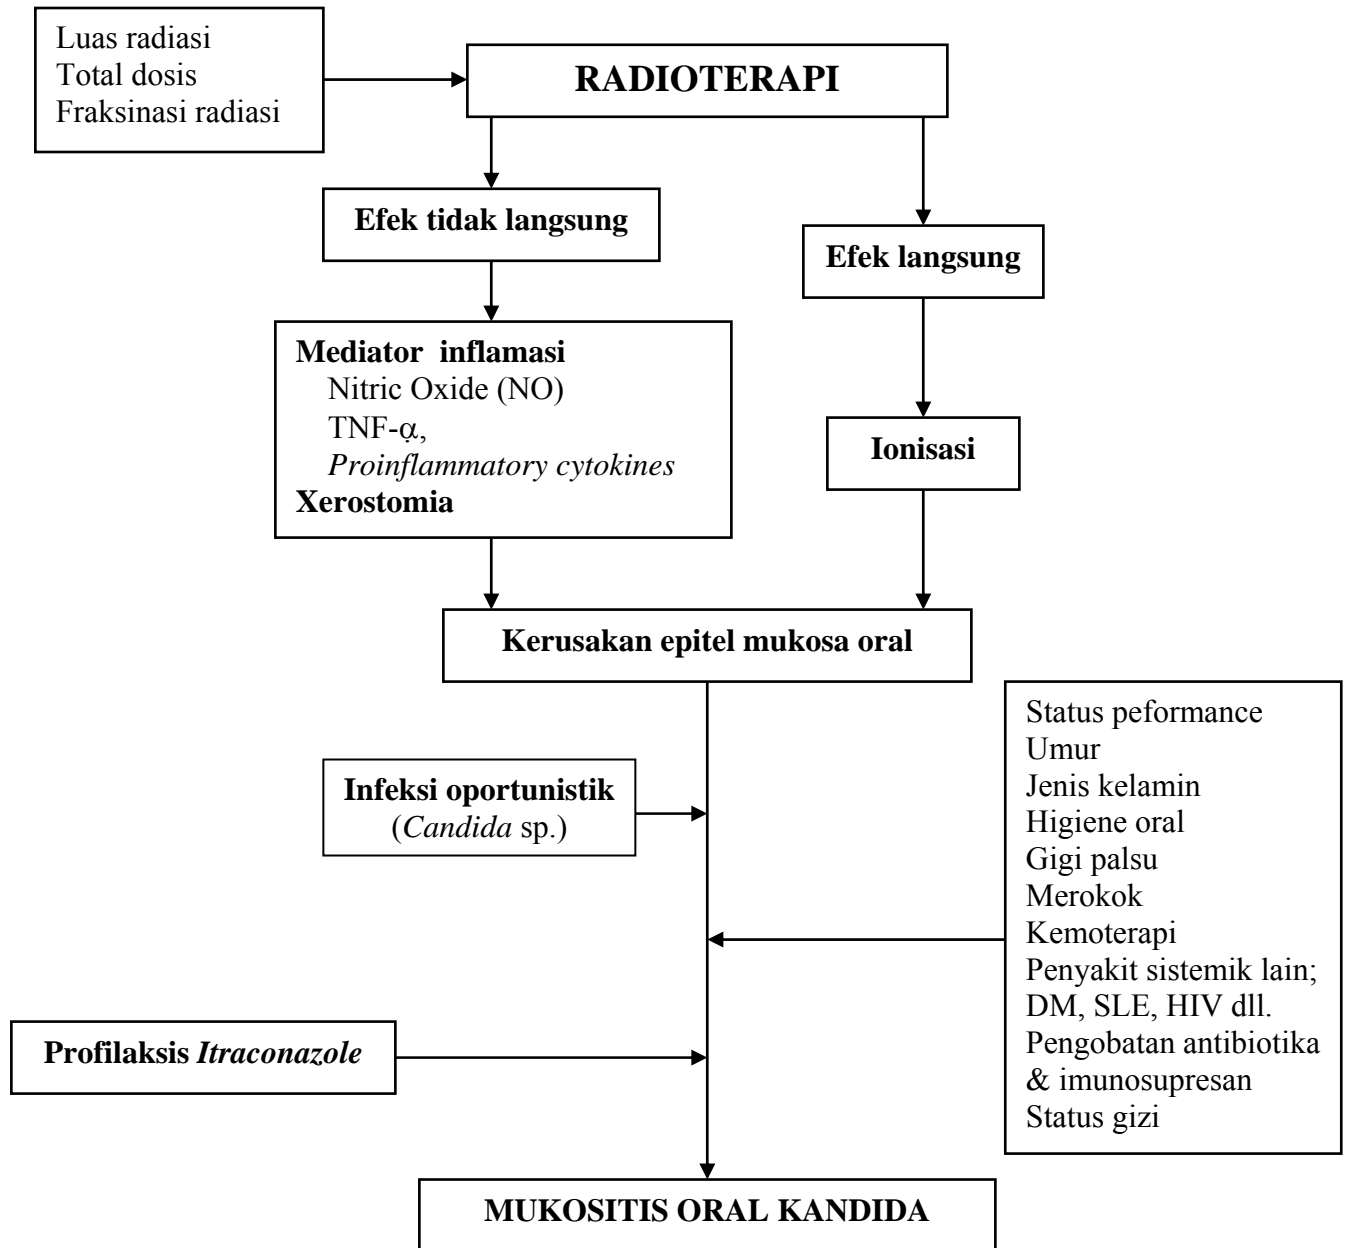 Luas radiasi
Total dosis
Fraksinasi radiasi
RADIOTERAPI
Efek tidak langsung
Efek langsung
Mediator inflamasi
Nitric Oxide (NO)
TNF-α,
Proinflammatory cytokines
Xerostomia
Ionisasi
Kerusakan epitel mukosa oral
Infeksi oportunistik
(Candida sp.)
Status peformance
Umur
Jenis kelamin
Higiene oral
Gigi palsu
Merokok
Kemoterapi
Penyakit sistemik lain;
DM, SLE, HIV dll.
Pengobatan antibiotika
& imunosupresan
Status gizi
Profilaksis Itraconazole
MUKOSITIS ORAL KANDIDA